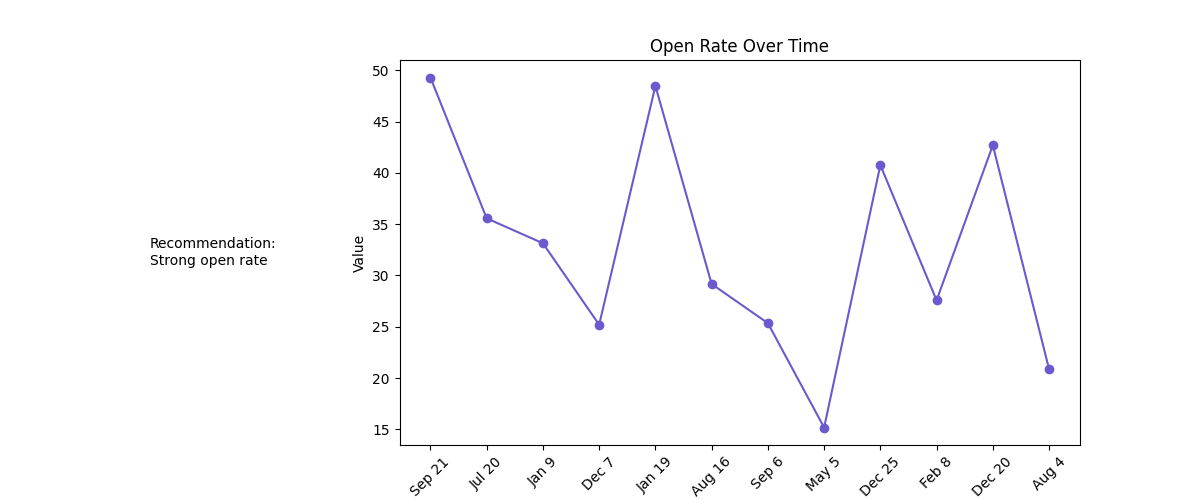 Open Rate Over Time
Recommendation:
Strong open rate
Value
50
45
40
35
30
25
20
15
Sep 21
Jul 20
Jan 9
Dec 7
Jan 19
Aug 16
Sep 6
May 5
Dec 25
Feb 8
Dec 20
Aug 4